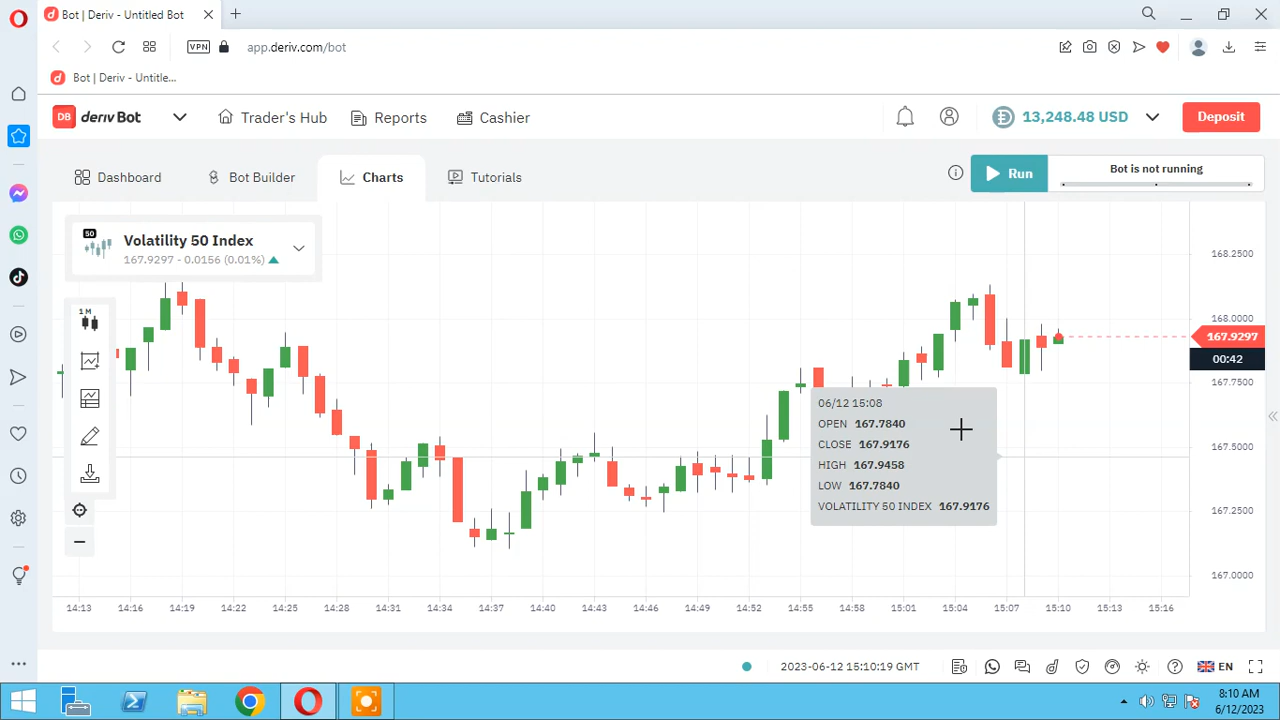 Bot | Deriv - Untitled Bot
VPN
app.deriv.com/bot
Bot | Deriv - Untitle...
DB deriv Bot
Trader's Hub
Reports
Cashier
13,248.48 USD
Deposit
Dashboard
Bot Builder
Charts
Tutorials
Run
Bot is not running
50
Volatility 50 Index
167.9297 - 0.0156 (0.01%)
1M
168.2500
168.0000
167.9297
00:42
167.7500
167.5000
167.2500
167.0000
06/12 15:08
OPEN 167.7840
CLOSE 167.9176
HIGH 167.9458
LOW 167.7840
VOLATILITY 50 INDEX 167.9176
14:13 14:16 14:19 14:22 14:25 14:28 14:31 14:34 14:37 14:40 14:43 14:46 14:49 14:52 14:55 14:58 15:01 15:04 15:07 15:10 15:13 15:16
2023-06-12 15:10:19 GMT
EN
8:10 AM
6/12/2023